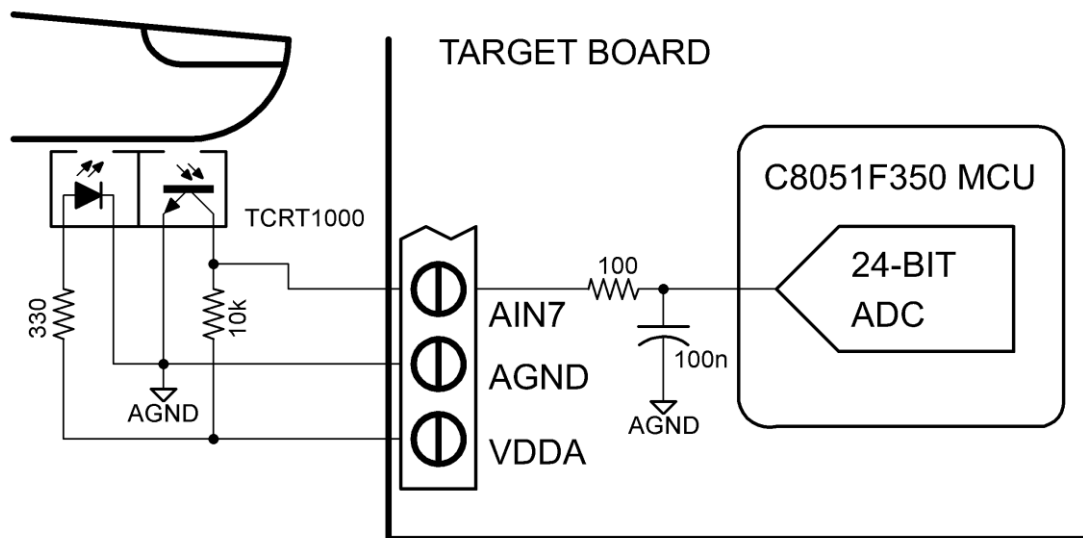 TARGET BOARD
C8051F350 MCU
TCRT1000
24-BIT
ADC
100
330
10k
AIN7
100n
AGND
AGND
AGND
VDDA